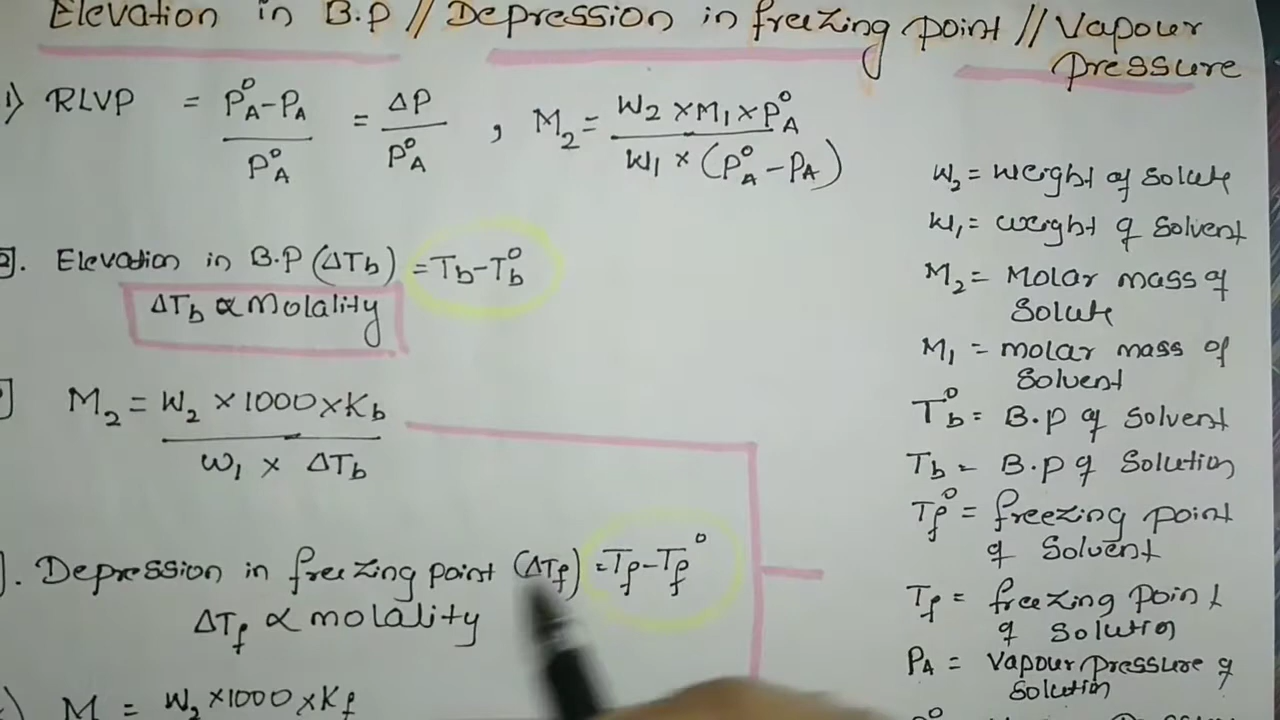 Elevation in B.P // Depression in freezing point // Vapour Pressure
1) RLVP = P°A-PA / P°A = ΔP / P°A , M2 = W2 × M1 × P°A / W1 × (P°A - PA)
2]. Elevation in B.P (ΔTb) = Tb-T°b
ΔTb ∝ Molality
M2 = W2 × 1000 × Kb / W1 × ΔTb
). Depression in freezing point (ΔTf) = Tf-Tf°
ΔTf ∝ molality
) M = W2 ×1000 × Kf
W2 = Weight of Solute
W1 = weight of Solvent
M2 = Molar mass of
Solute
M1 = molar mass of
Solvent
T°b = B.P of Solvent
Tb = B.P of Solution
Tf° = freezing point
of Solvent
Tf = freezing point
of Solution
PA = Vapour Pressure of
Solution